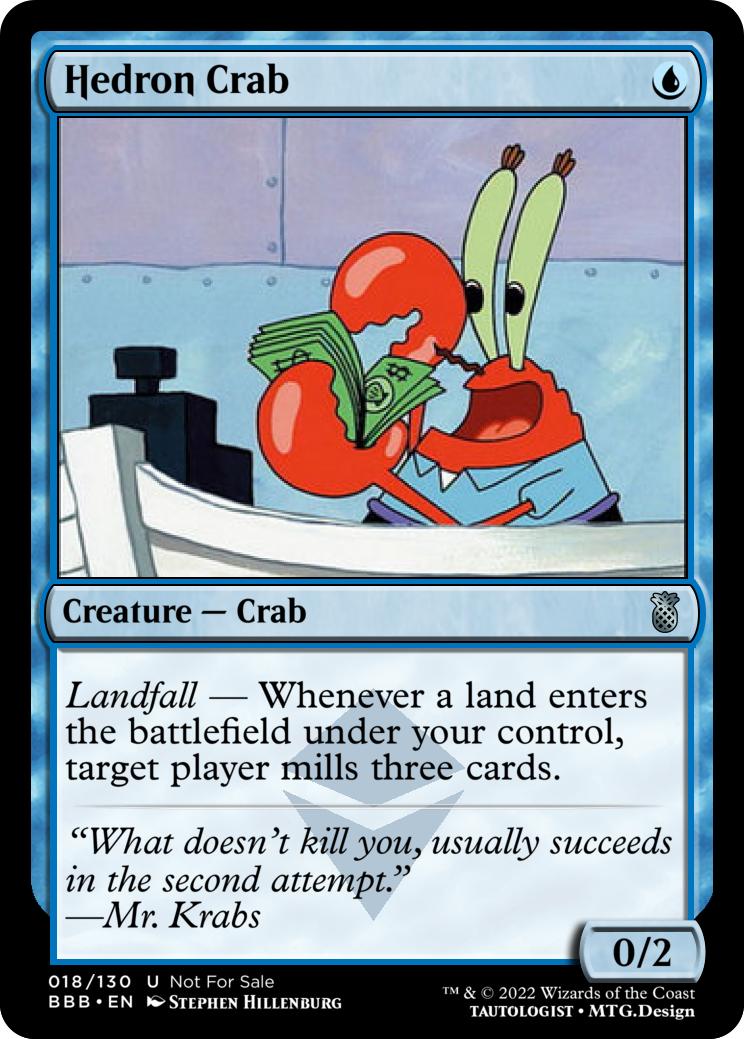 Hedron Crab
Creature — Crab
Landfall — Whenever a land enters
the battlefield under your control,
target player mills three cards.
“What doesn’t kill you, usually succeeds
in the second attempt.”
—Mr. Krabs
0/2
018/130 U Not For Sale
BBB • EN Stephen Hillenburg
™ & © 2022 Wizards of the Coast
TAUTOLOGIST • MTG.Design